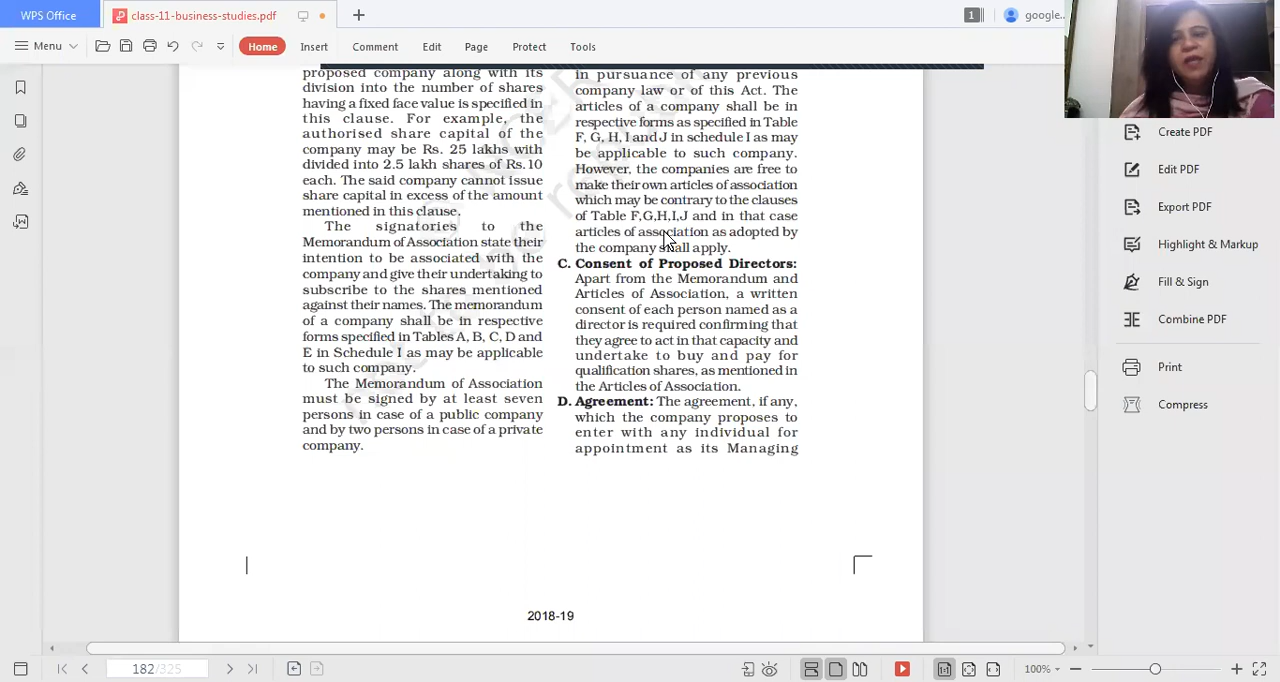 WPS Office
class-11-business-studies.pdf
1
google..
Menu
Home
Insert
Comment
Edit
Page
Protect
Tools
proposed company along with its
division into the number of shares
having a fixed face value is specified in
this clause. For example, the
authorised share capital of the
company may be Rs. 25 lakhs with
divided into 2.5 lakh shares of Rs.10
each. The said company cannot issue
share capital in excess of the amount
mentioned in this clause.
The signatories to the
Memorandum of Association state their
intention to be associated with the
company and give their undertaking to
subscribe to the shares mentioned
against their names. The memorandum
of a company shall be in respective
forms specified in Tables A, B, C, D and
E in Schedule I as may be applicable
to such company.
The Memorandum of Association
must be signed by at least seven
persons in case of a public company
and by two persons in case of a private
company.
in pursuance of any previous
company law or of this Act. The
articles of a company shall be in
respective forms as specified in Table
F, G, H, I and J in schedule I as may
be applicable to such company.
However, the companies are free to
make their own articles of association
which may be contrary to the clauses
of Table F,G,H,I,J and in that case
articles of association as adopted by
the company shall apply.
C. Consent of Proposed Directors:
Apart from the Memorandum and
Articles of Association, a written
consent of each person named as a
director is required confirming that
they agree to act in that capacity and
undertake to buy and pay for
qualification shares, as mentioned in
the Articles of Association.
D. Agreement: The agreement, if any,
which the company proposes to
enter with any individual for
appointment as its Managing
2018-19
Create PDF
Edit PDF
Export PDF
Highlight & Markup
Fill & Sign
Combine PDF
Print
Compress
182/325
100%